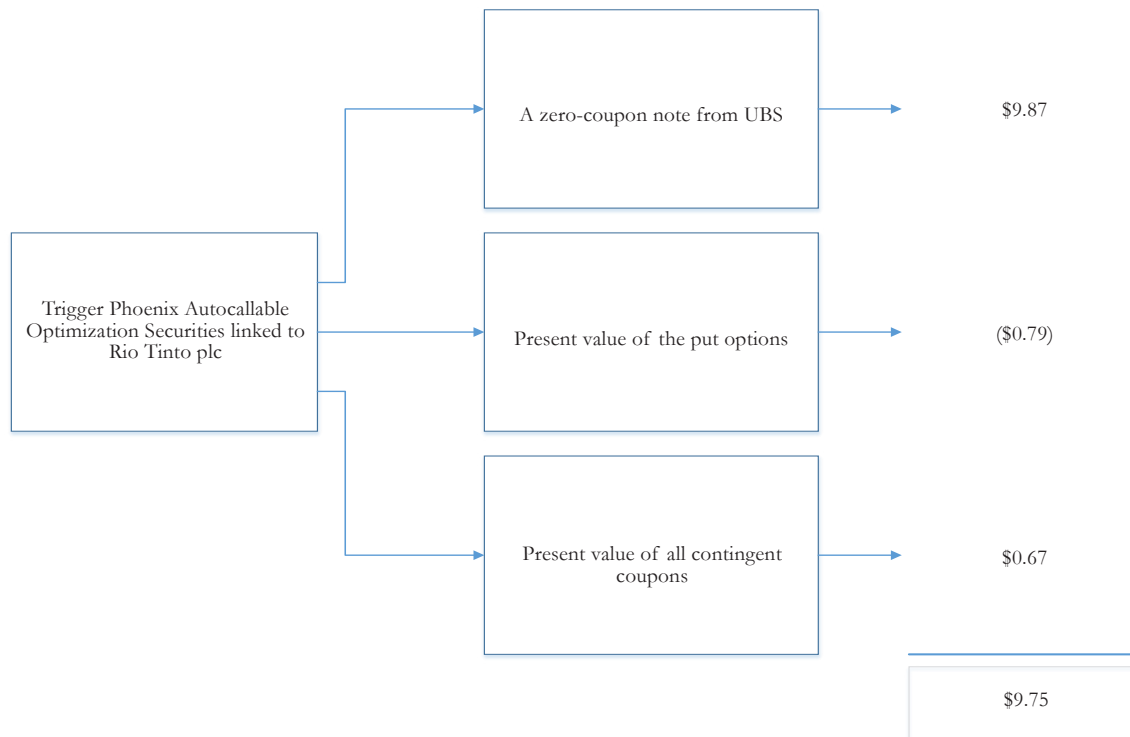 A zero-coupon note from UBS
$9.87
Trigger Phoenix Autocallable
Optimization Securities linked to
Rio Tinto plc
Present value of the put options
($0.79)
Present value of all contingent
coupons
$0.67
$9.75